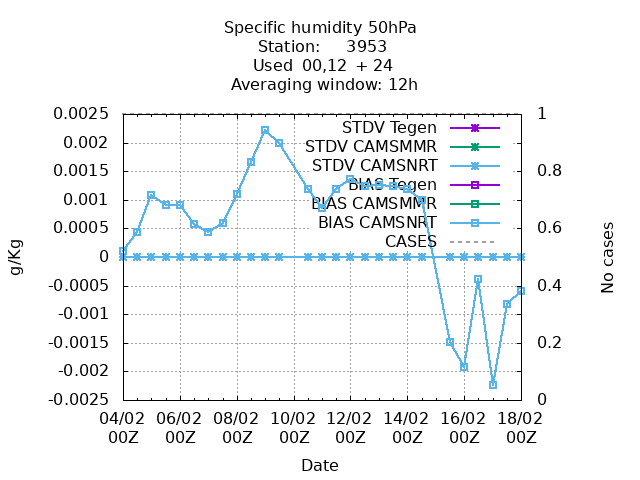 Specific humidity 50hPa
Station: 3953
Used 00,12 + 24
Averaging window: 12h
0.0025 1
0.002 STDV Tegen
STDV CAMSMMR
0.0015 STDV CAMSNRT 0.8
0.001 BIAS Tegen
BIAS CAMSMMR
0.0005 BIAS CAMSNRT 0.6
0 CASES
-0.0005 0.4
-0.001
-0.0015 0.2
-0.002
-0.0025 0
g/Kg
No cases
04/02 06/02 08/02 10/02 12/02 14/02 16/02 18/02
00Z 00Z 00Z 00Z 00Z 00Z 00Z 00Z
Date